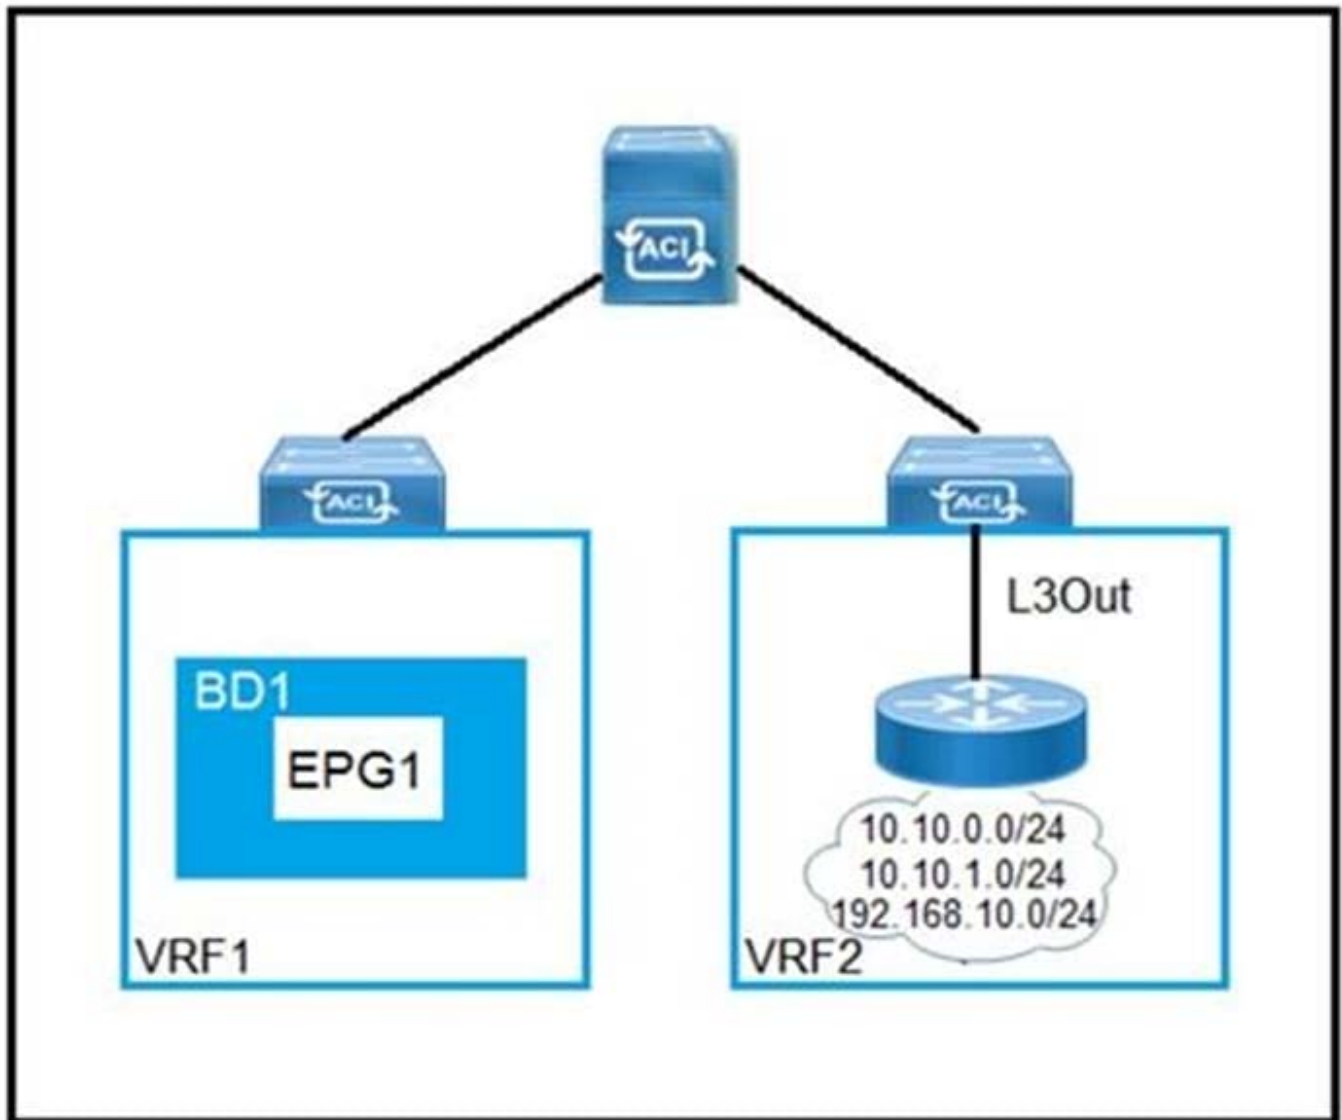 ACI
ACI
ACI
L3Out
BD1
EPG1
VRF1
10.10.0.0/24
10.10.1.0/24
192.168.10.0/24
VRF2